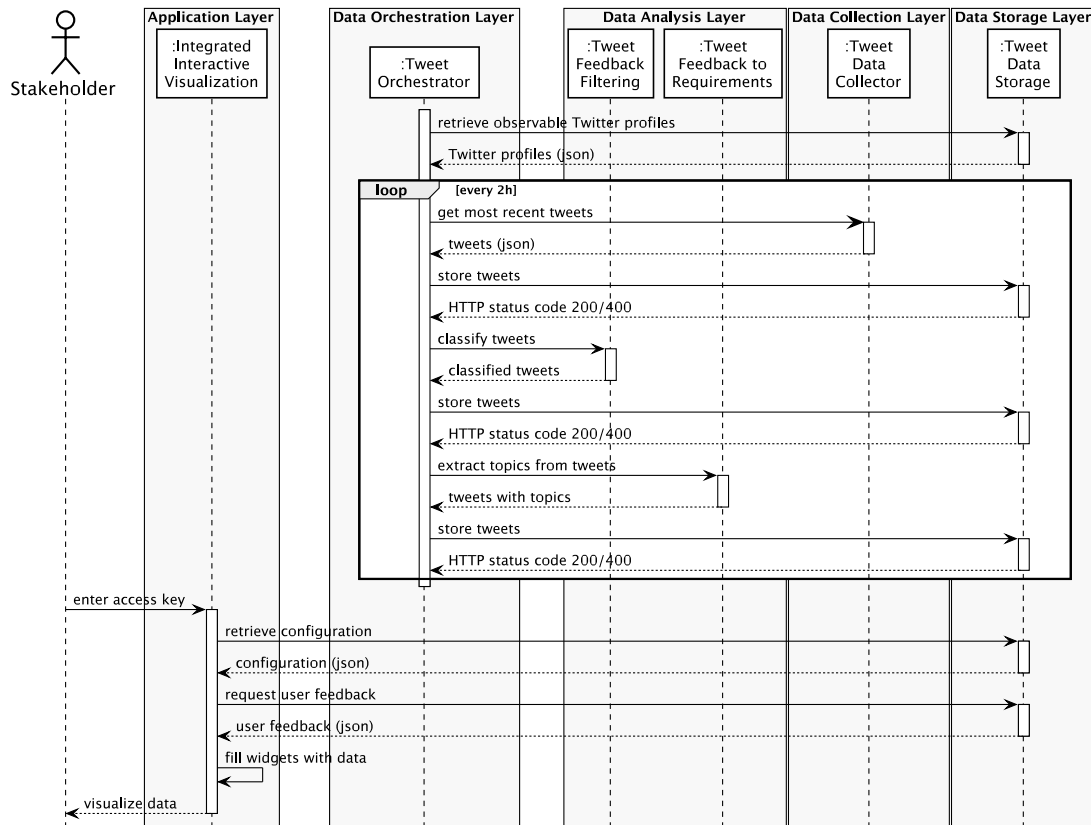 Application Layer
Data Orchestration Layer
Data Analysis Layer
Data Collection Layer
Data Storage Layer
Stakeholder
:Integrated
Interactive
Visualization
:Tweet
Orchestrator
:Tweet
Feedback
Filtering
:Tweet
Feedback to
Requirements
:Tweet
Data
Collector
:Tweet
Data
Storage
retrieve observable Twitter profiles
Twitter profiles (json)
loop
[every 2h]
get most recent tweets
tweets (json)
store tweets
HTTP status code 200/400
classify tweets
classified tweets
store tweets
HTTP status code 200/400
extract topics from tweets
tweets with topics
store tweets
HTTP status code 200/400
enter access key
retrieve configuration
configuration (json)
request user feedback
user feedback (json)
fill widgets with data
visualize data